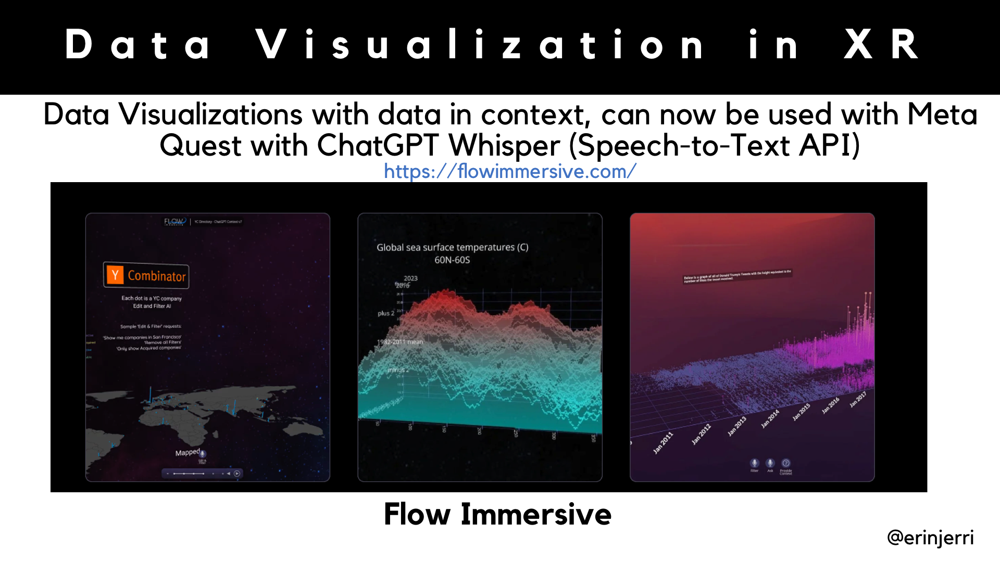 Data Visualization in XR
Data Visualizations with data in context, can now be used with Meta
Quest with ChatGPT Whisper (Speech-to-Text API)
https://flowimmersive.com/
FLOW
IMMERSIVE
YC Directory - ChatGPT Context v7
Y Combinator
Each dot is a YC company
Edit and Filter AI
Sample 'Edit & Filter' requests:
'Show me companies in San Francisco'
'Remove all Filters'
'Only show Acquired companies'
Mapped
Edit &
Filter
Global sea surface temperatures (C)
60N-60S
2023
2016
plus 2
1982-2011 mean
minus 2
50
100
150
200
250
300
350
Below is a graph of all of Donald Trump's Tweets with the height equivalent to the
number of likes the tweet received.
Jan 2011
Jan 2012
Jan 2013
Jan 2014
Jan 2015
Jan 2016
Jan 2017
Filter
Ask
Provide
Context
Flow Immersive
@erinjerri